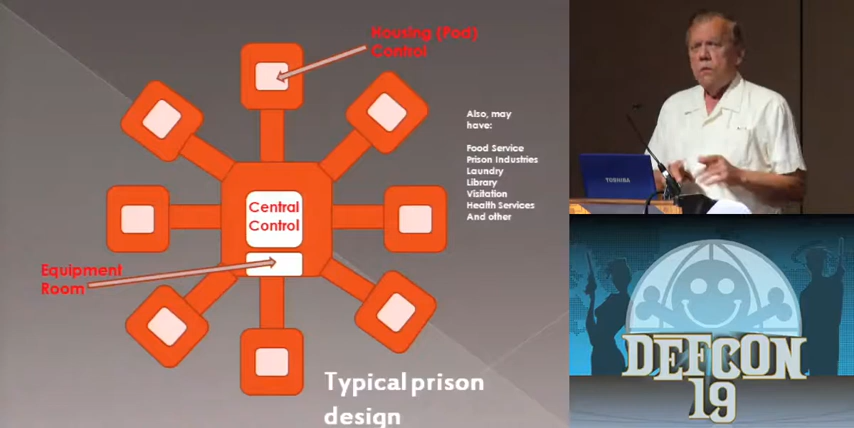 Housing (Pod)
Control
Also, may
have:
Food Service
Prison Industries
Laundry
Library
Visitation
Health Services
And other
Central
Control
Equipment
Room
Typical prison
design
TOSHIBA
DEFCON
19